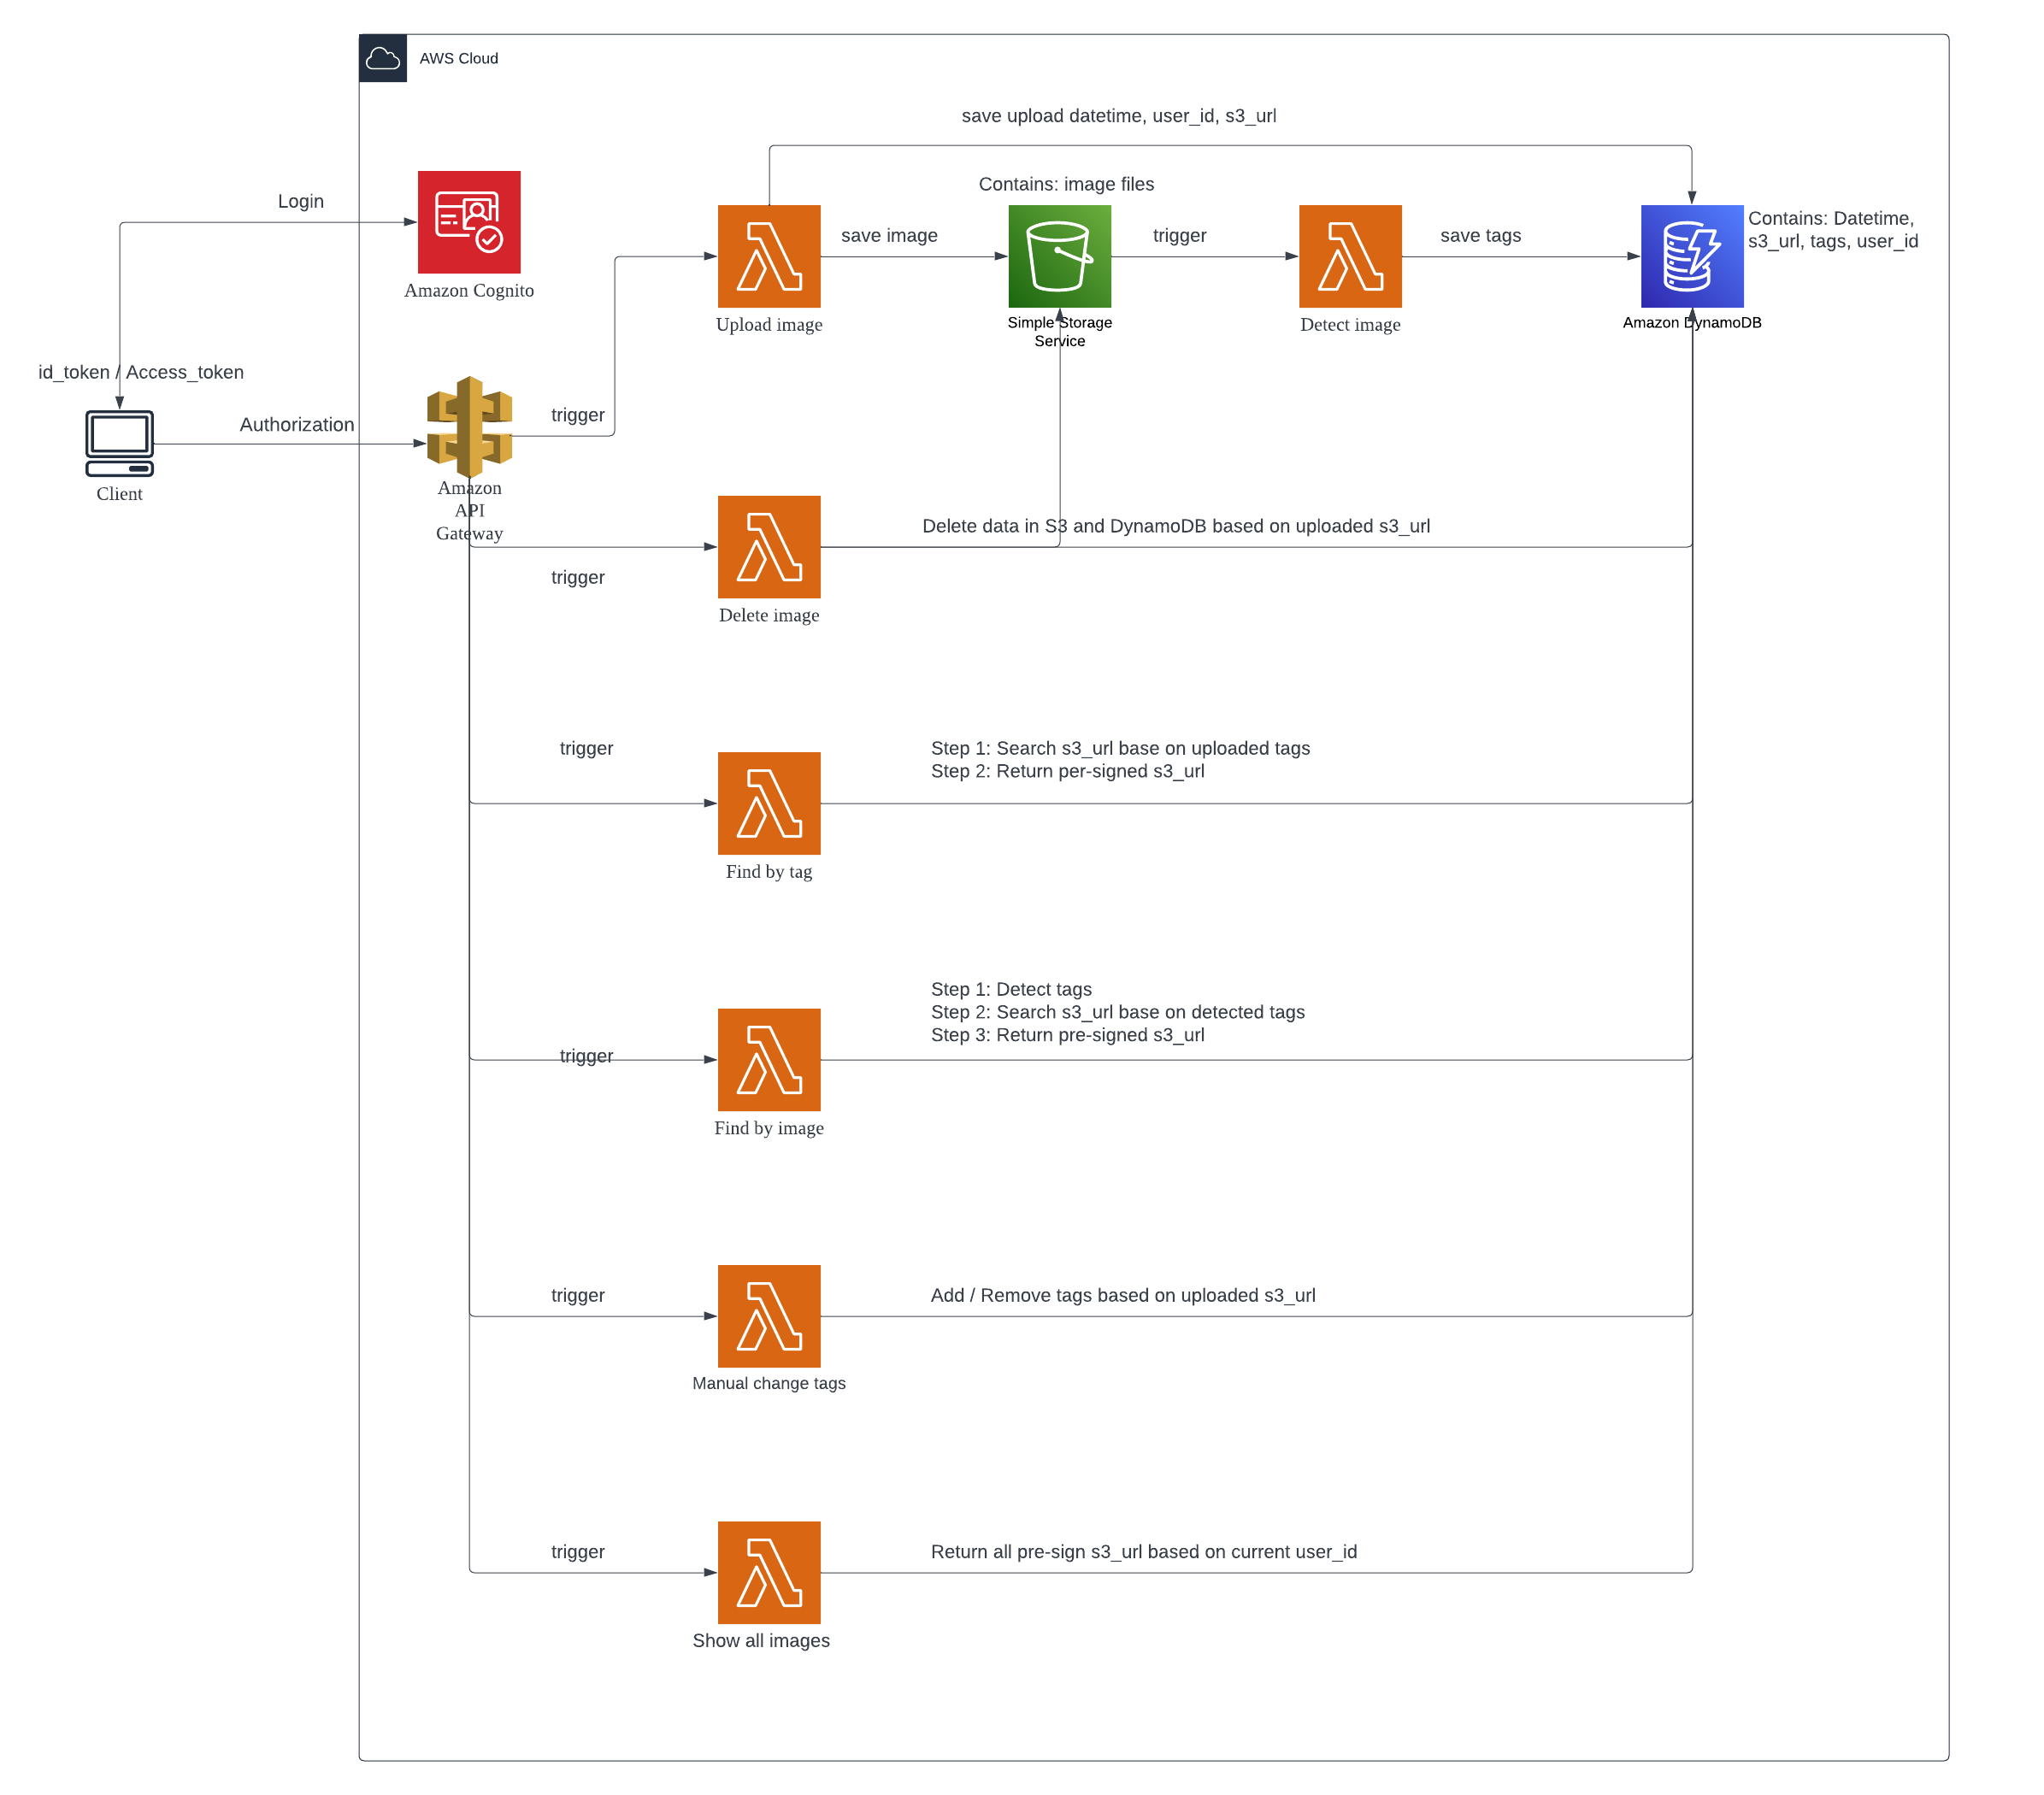 AWS Cloud
save upload datetime, user_id, s3_url
Login
Contains: image files
Contains: Datetime,
s3_url, tags, user_id
save image
trigger
save tags
Amazon Cognito
Upload image
Simple Storage
Service
Detect image
Amazon DynamoDB
id_token / Access_token
Authorization
trigger
Client
Amazon
API
Gateway
Delete data in S3 and DynamoDB based on uploaded s3_url
trigger
Delete image
trigger
Step 1: Search s3_url base on uploaded tags
Step 2: Return per-signed s3_url
Find by tag
Step 1: Detect tags
Step 2: Search s3_url base on detected tags
Step 3: Return pre-signed s3_url
trigger
Find by image
trigger
Add / Remove tags based on uploaded s3_url
Manual change tags
trigger
Return all pre-sign s3_url based on current user_id
Show all images